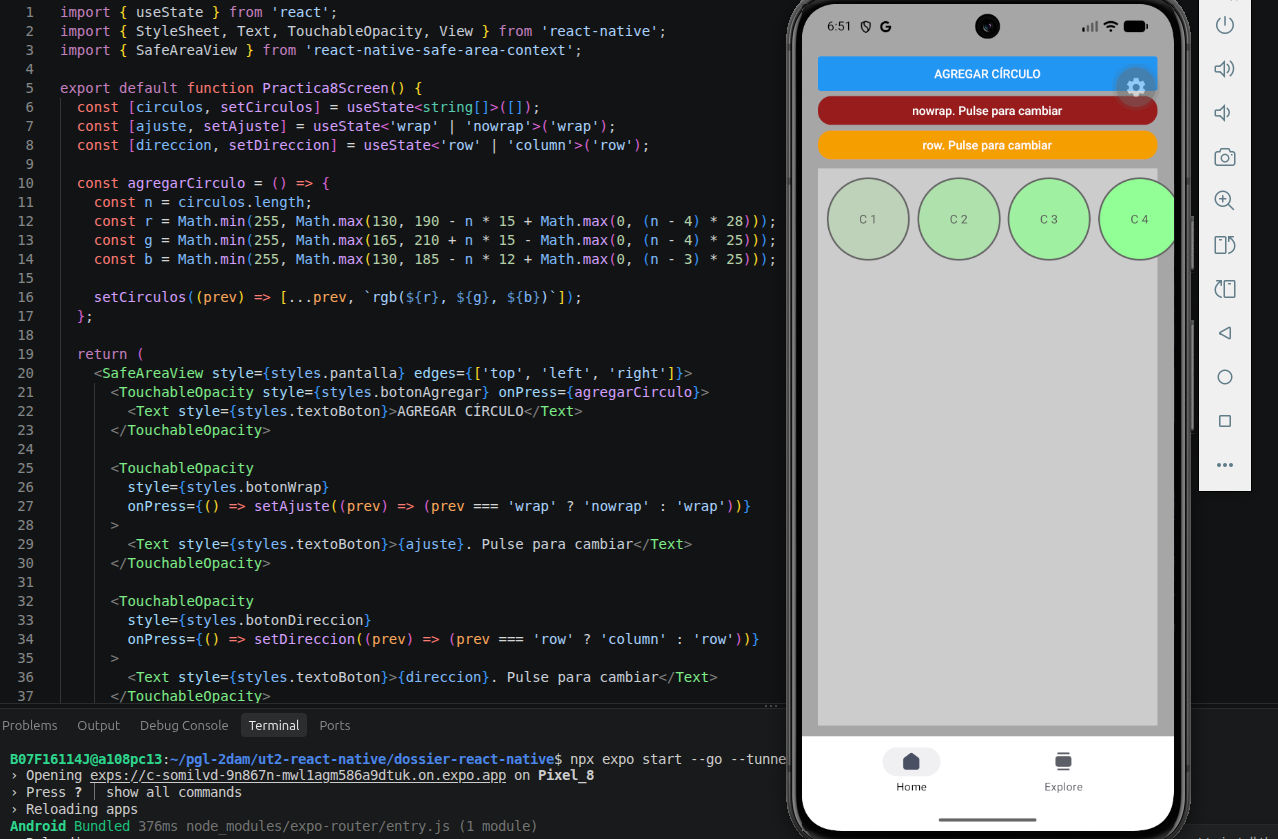 1 import { useState } from 'react';
2 import { StyleSheet, Text, TouchableOpacity, View } from 'react-native';
3 import { SafeAreaView } from 'react-native-safe-area-context';
4
5 export default function Practica8Screen() {
6 const [circulos, setCirculos] = useState<string[]>([]);
7 const [ajuste, setAjuste] = useState<'wrap' | 'nowrap'>('wrap');
8 const [direccion, setDireccion] = useState<'row' | 'column'>('row');
9
10 const agregarCirculo = () => {
11 const n = circulos.length;
12 const r = Math.min(255, Math.max(130, 190 - n * 15 + Math.max(0, (n - 4) * 28)));
13 const g = Math.min(255, Math.max(165, 210 + n * 15 - Math.max(0, (n - 4) * 25)));
14 const b = Math.min(255, Math.max(130, 185 - n * 12 + Math.max(0, (n - 3) * 25)));
15
16 setCirculos((prev) => [...prev, `rgb(${r}, ${g}, ${b})`]);
17 };
18
19 return (
20 <SafeAreaView style={styles.pantalla} edges={['top', 'left', 'right']}>
21 <TouchableOpacity style={styles.botonAgregar} onPress={agregarCirculo}>
22 <Text style={styles.textoBoton}>AGREGAR CÍRCULO</Text>
23 </TouchableOpacity>
24
25 <TouchableOpacity
26 style={styles.botonWrap}
27 onPress={() => setAjuste((prev) => (prev === 'wrap' ? 'nowrap' : 'wrap'))}
28 >
29 <Text style={styles.textoBoton}>{ajuste}. Pulse para cambiar</Text>
30 </TouchableOpacity>
31
32 <TouchableOpacity
33 style={styles.botonDireccion}
34 onPress={() => setDireccion((prev) => (prev === 'row' ? 'column' : 'row'))}
35 >
36 <Text style={styles.textoBoton}>{direccion}. Pulse para cambiar</Text>
37 </TouchableOpacity>
Problems Output Debug Console Terminal Ports
B07F16114J@a108pc13:~/pgl-2dam/ut2-react-native/dossier-react-native$ npx expo start --go --tunne
› Opening exps://c-somilvd-9n867n-mwl1agm586a9dtuk.on.expo.app on Pixel_8
› Press ? │ show all commands
› Reloading apps
Android Bundled 376ms node_modules/expo-router/entry.js (1 module)
6:51 G
AGREGAR CÍRCULO
nowrap. Pulse para cambiar
row. Pulse para cambiar
C 1 C 2 C 3 C 4
Home Explore